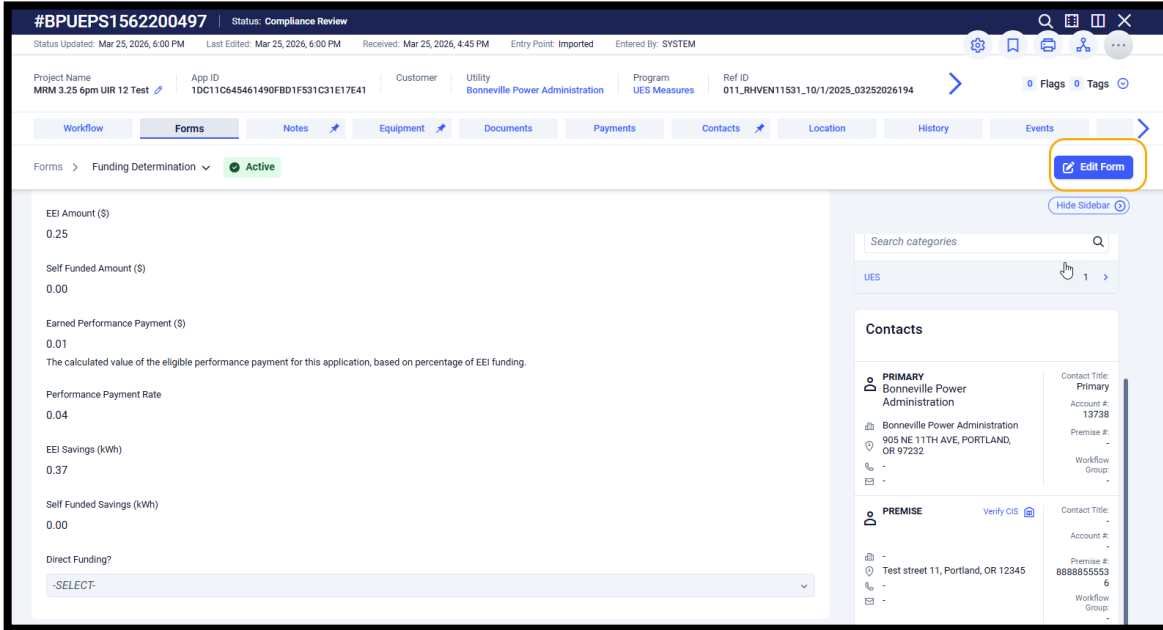 #BPUEPS1562200497 Status: Compliance Review
Status Updated: Mar 25, 2026, 6:00 PM Last Edited: Mar 25, 2026, 6:00 PM Received: Mar 25, 2026, 4:45 PM Entry Point: Imported Entered By: SYSTEM
Project Name
MRM 3.25 6pm UIR 12 Test
App ID
1DC11C645461490FBD1F531C31E17E41
Customer
Utility
Bonneville Power Administration
Program
UES Measures
Ref ID
011_RHVEN11531_10/1/2025_03252026194
0 Flags 0 Tags
Workflow Forms Notes Equipment Documents Payments Contacts Location History Events
Forms > Funding Determination Active
Edit Form
Hide Sidebar
EEI Amount ($)
0.25
Self Funded Amount ($)
0.00
Earned Performance Payment ($)
0.01
The calculated value of the eligible performance payment for this application, based on percentage of EEI funding.
Performance Payment Rate
0.04
EEI Savings (kWh)
0.37
Self Funded Savings (kWh)
0.00
Direct Funding?
-SELECT-
Search categories
UES 1 >
Contacts
PRIMARY
Bonneville Power
Administration
Bonneville Power Administration
905 NE 11TH AVE, PORTLAND,
OR 97232
-
-
Contact Title:
Primary
Account #:
13738
Premise #:
-
Workflow
Group:
-
PREMISE Verify CIS
-
Test street 11, Portland, OR 12345
-
-
Contact Title:
-
Account #:
-
Premise #:
8888855553
6
Workflow
Group:
-